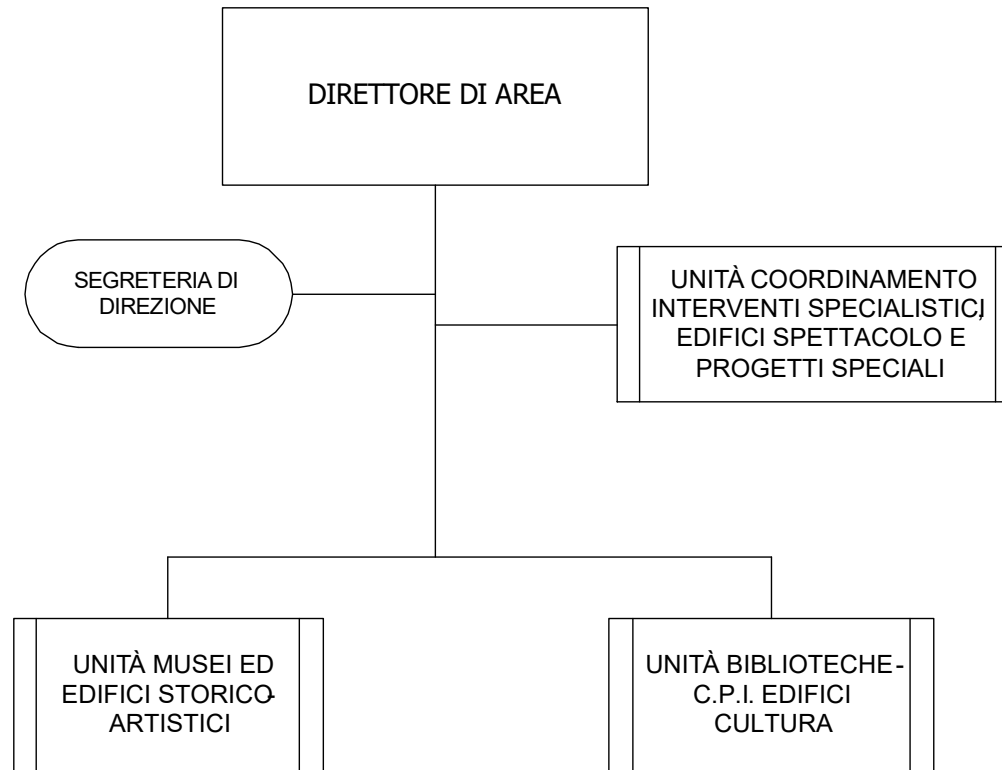 DIRETTORE DI AREA
SEGRETERIA DI
DIREZIONE
UNITÀ COORDINAMENTO
INTERVENTI SPECIALISTICI,
EDIFICI SPETTACOLO E
PROGETTI SPECIALI
UNITÀ MUSEI ED
EDIFICI STORICO-
ARTISTICI
UNITÀ BIBLIOTECHE-
C.P.I. EDIFICI
CULTURA